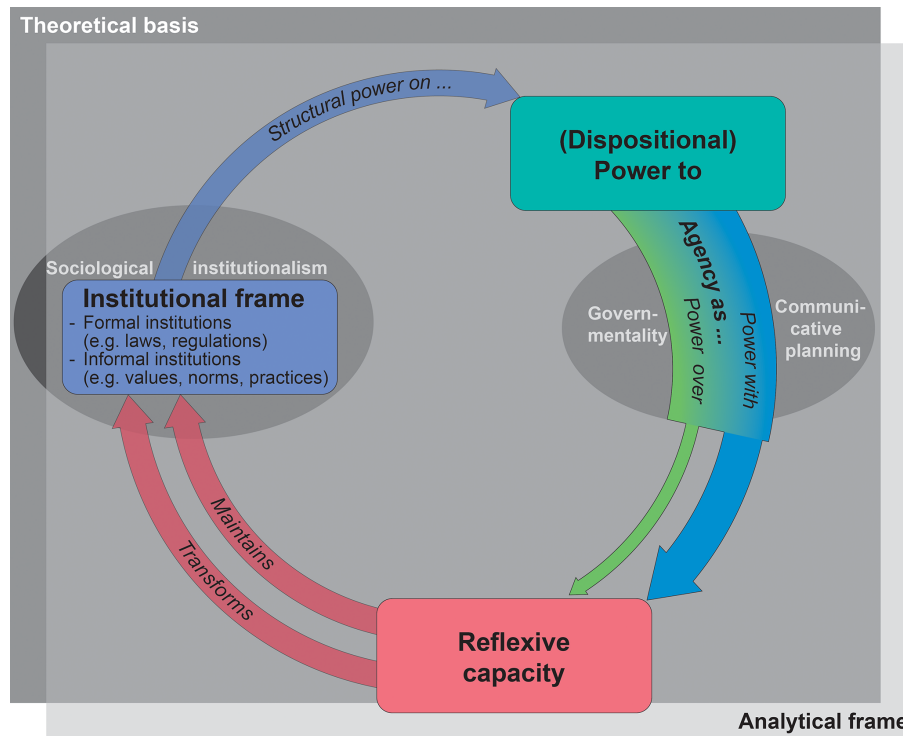 Theoretical basis
Structural power on ...
(Dispositional)
Power to
Sociological institutionalism
Institutional frame
- Formal institutions
(e.g. laws, regulations)
- Informal institutions
(e.g. values, norms, practices)
Agency as ...
Power over
Power with
Govern-
mentality
Communi-
cative
planning
Maintains
Transforms
Reflexive
capacity
Analytical frame